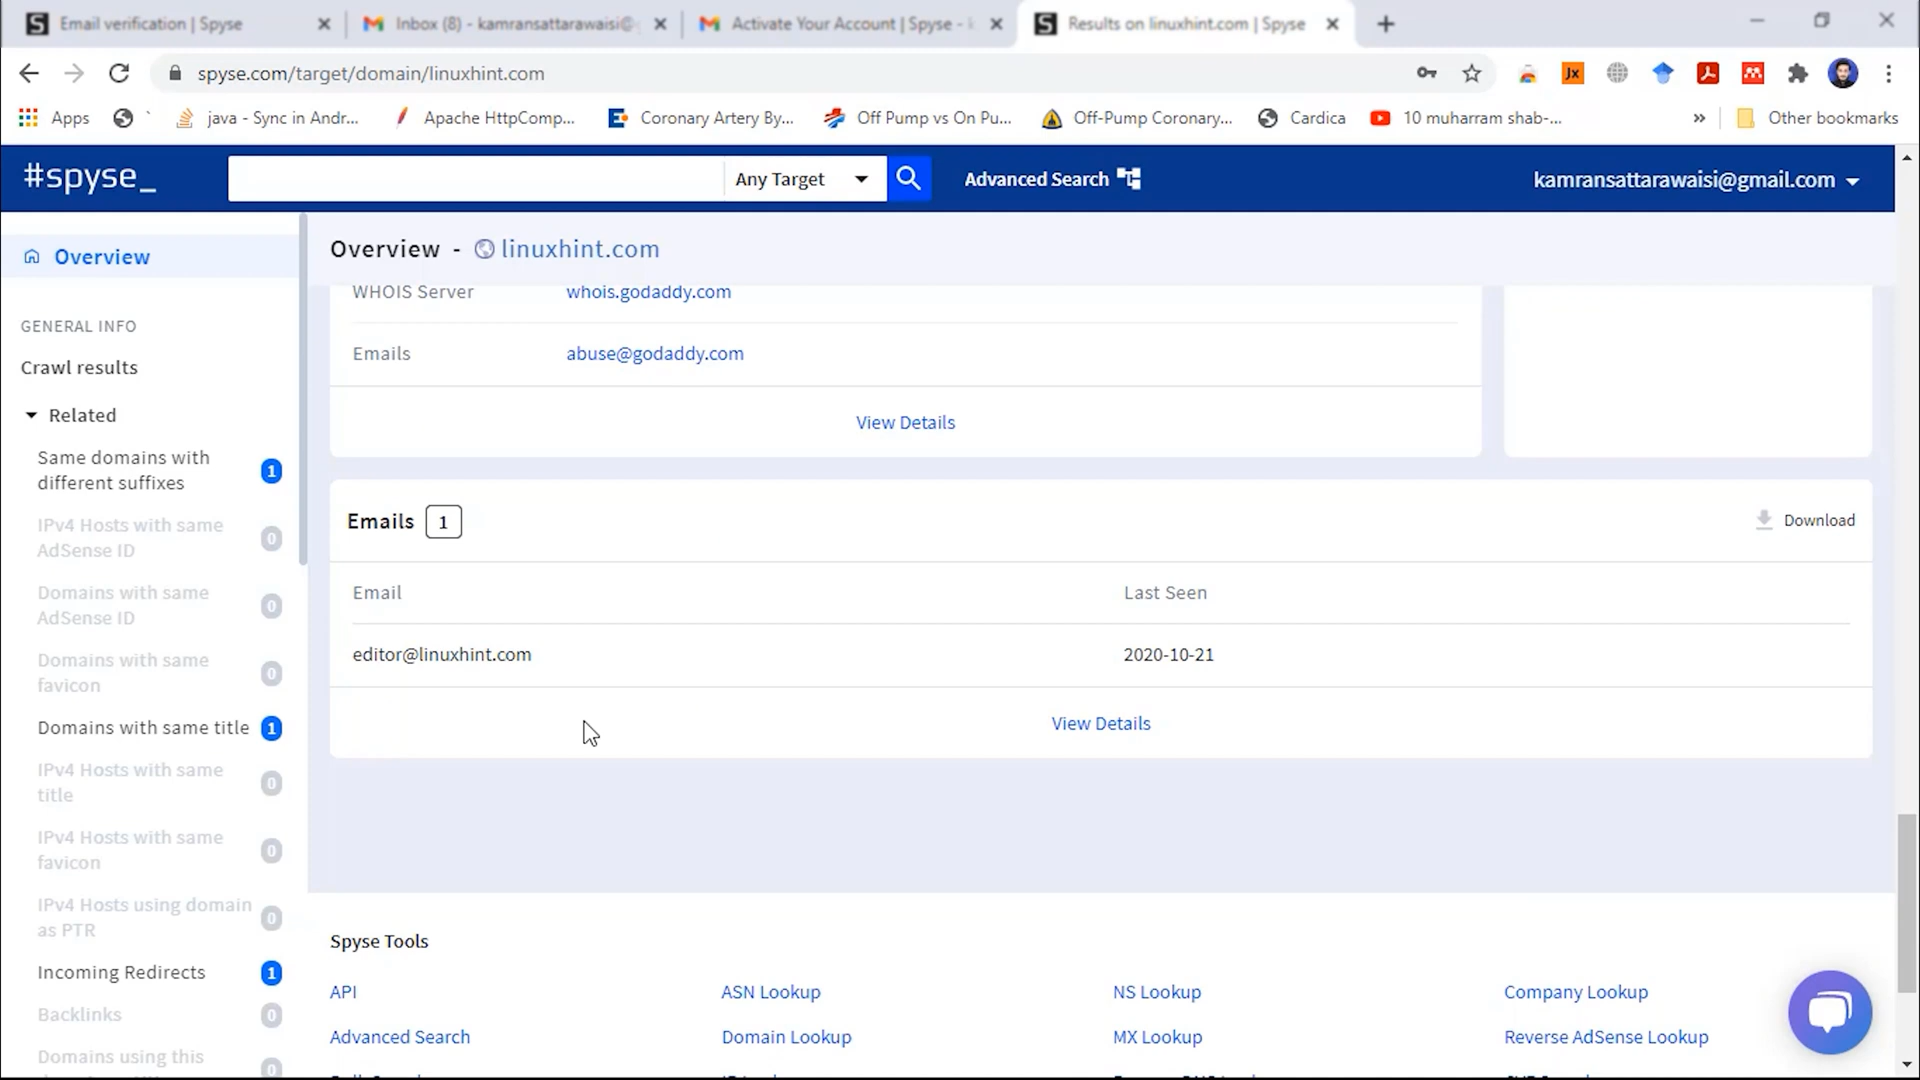 Email verification | Spyse
Inbox (8) - kamransattarawaisi@
Activate Your Account | Spyse -
Results on linuxhint.com | Spyse
spyse.com/target/domain/linuxhint.com
Apps
java - Sync in Andr...
Apache HttpComp...
Coronary Artery By...
Off Pump vs On Pu...
Off-Pump Coronary...
Cardica
10 muharram shab-...
»
Other bookmarks
#spyse_
Any Target
Advanced Search
kamransattarawaisi@gmail.com
Overview
GENERAL INFO
Crawl results
Related
Same domains with
different suffixes
1
IPv4 Hosts with same
AdSense ID
0
Domains with same
AdSense ID
0
Domains with same
favicon
0
Domains with same title
1
IPv4 Hosts with same
title
0
IPv4 Hosts with same
favicon
0
IPv4 Hosts using domain
as PTR
0
Incoming Redirects
1
Backlinks
0
Domains using this
0
Overview - linuxhint.com
WHOIS Server whois.godaddy.com
Emails abuse@godaddy.com
View Details
Emails 1
Download
Email Last Seen
editor@linuxhint.com 2020-10-21
View Details
Spyse Tools
API ASN Lookup NS Lookup Company Lookup
Advanced Search Domain Lookup MX Lookup Reverse AdSense Lookup